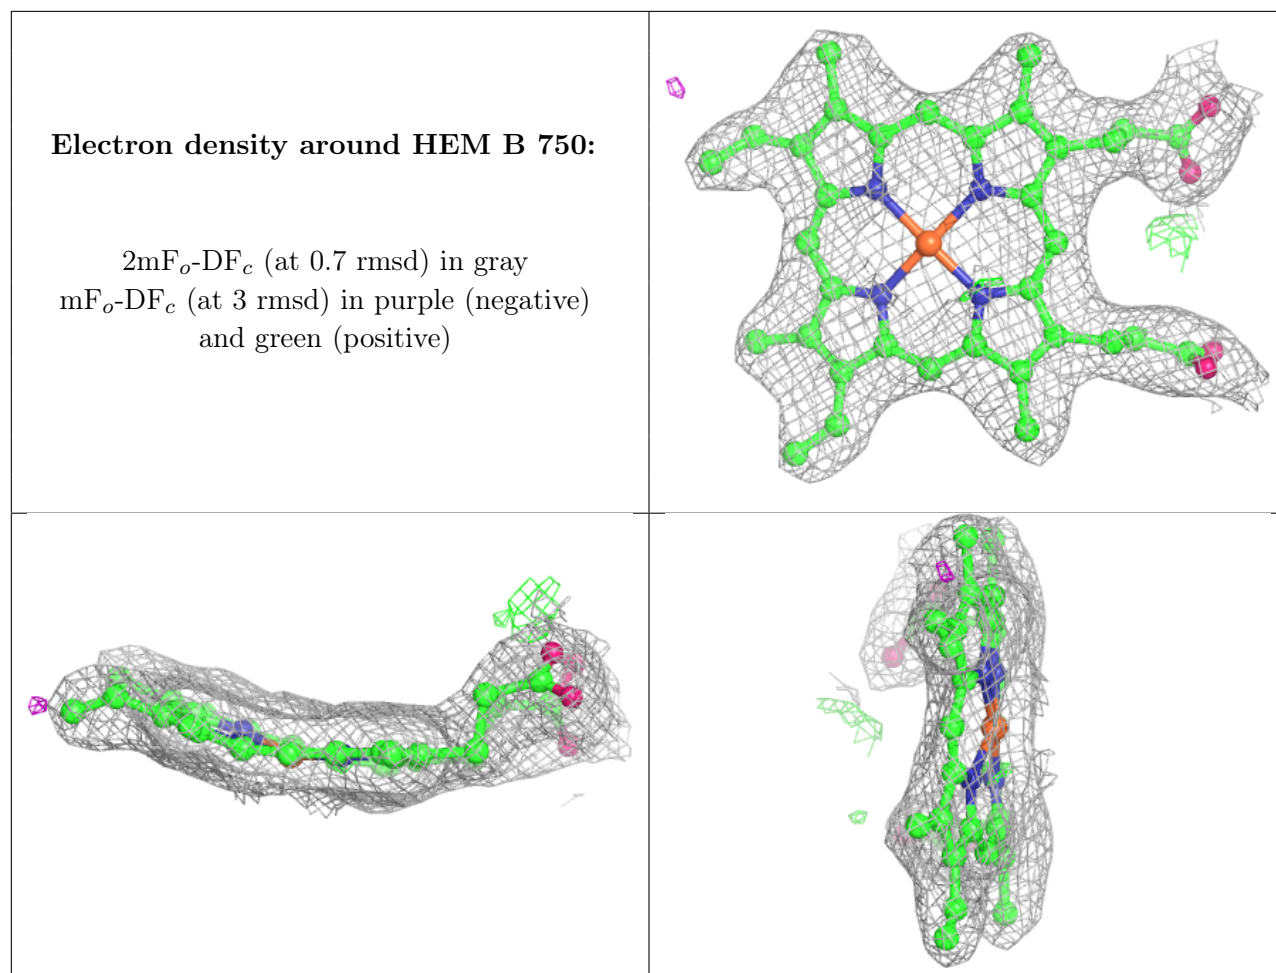 Electron density around HEM B 750:
2mFo-DFc (at 0.7 rmsd) in gray
mFo-DFc (at 3 rmsd) in purple (negative)
and green (positive)